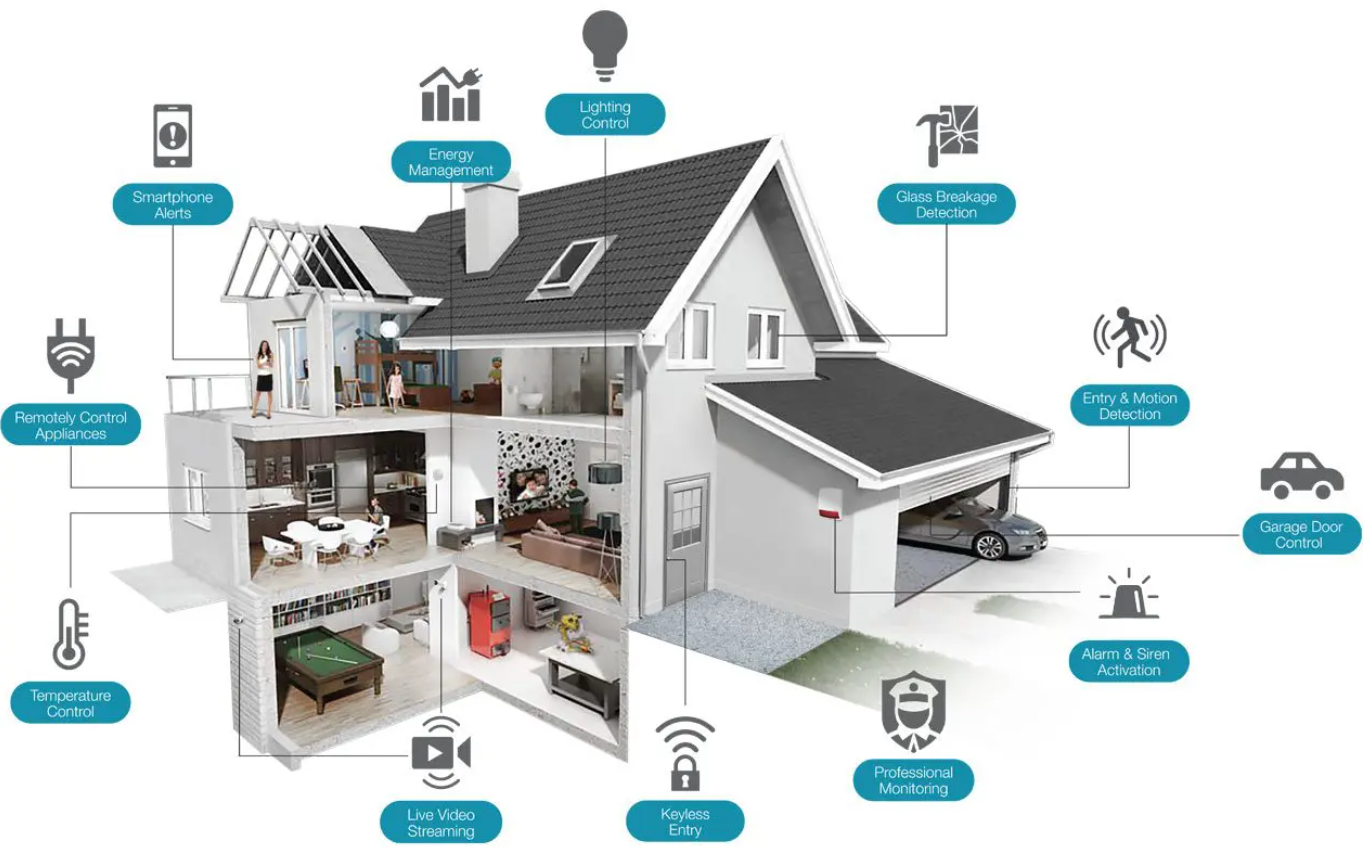 Lighting
Control
Energy
Management
Smartphone
Alerts
Glass Breakage
Detection
Remotely Control
Appliances
Entry & Motion
Detection
Garage Door
Control
Temperature
Control
Alarm & Siren
Activation
Professional
Monitoring
Live Video
Streaming
Keyless
Entry